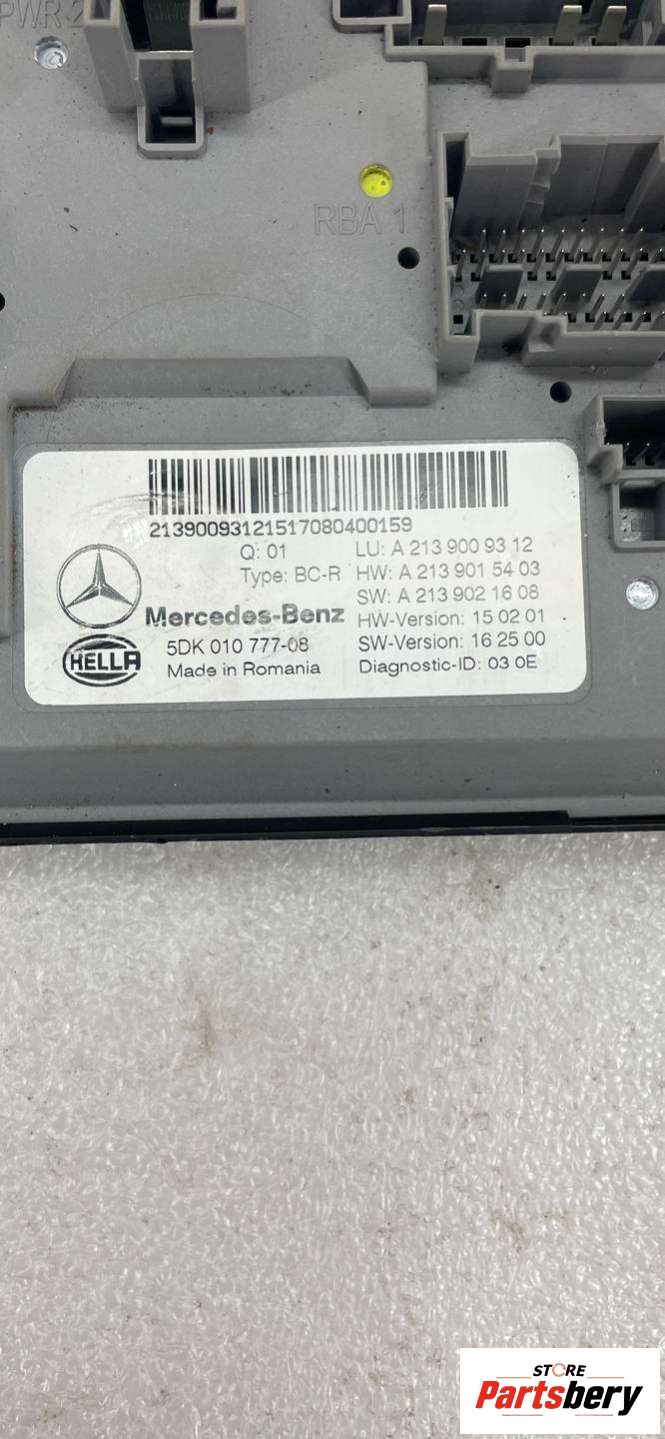 PWR 2
RBA 1
21390093121517080400159
Q: 01 LU: A 213 900 93 12
Type: BC-R HW: A 213 901 54 03
SW: A 213 902 16 08
Mercedes-Benz HW-Version: 15 02 01
HELLA 5DK 010 777-08 SW-Version: 16 25 00
Made in Romania Diagnostic-ID: 03 0E
STORE
Partsbery